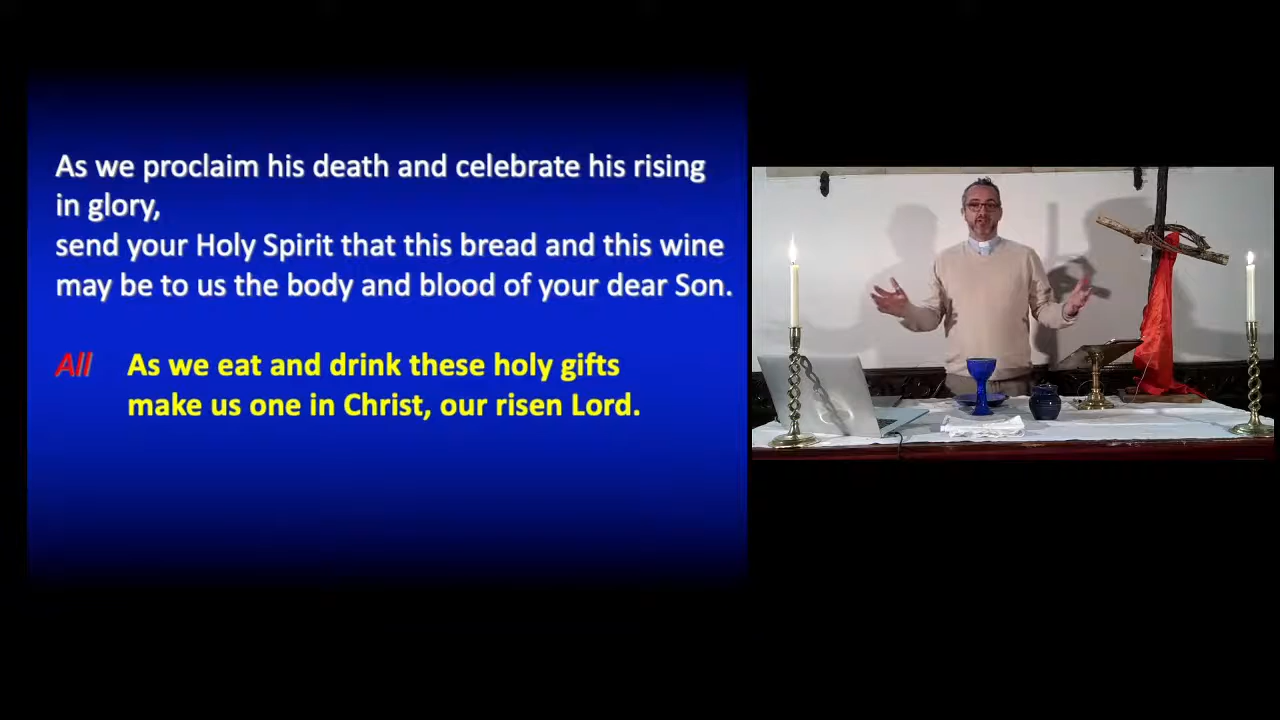 As we proclaim his death and celebrate his rising
in glory,
send your Holy Spirit that this bread and this wine
may be to us the body and blood of your dear Son.
All As we eat and drink these holy gifts
make us one in Christ, our risen Lord.